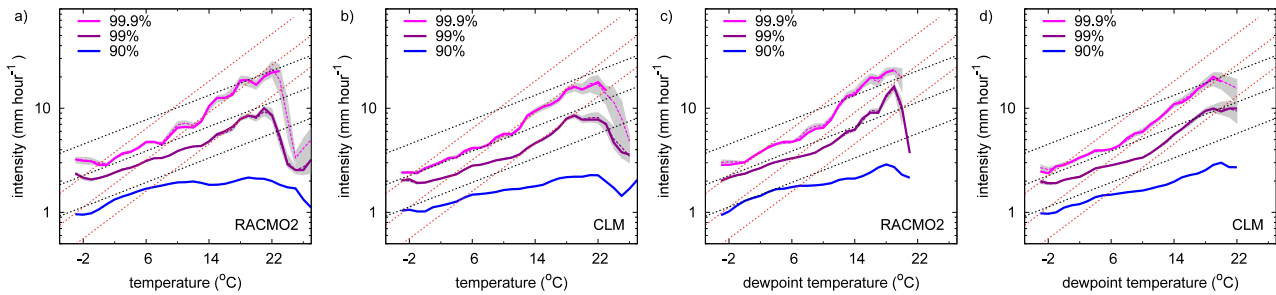 a)
99.9%
99%
90%
intensity (mm hour⁻¹)
10
1
RACMO2
-2 6 14 22
temperature (°C)
b)
99.9%
99%
90%
intensity (mm hour⁻¹)
10
1
CLM
-2 6 14 22
temperature (°C)
c)
99.9%
99%
90%
intensity (mm hour⁻¹)
10
1
RACMO2
-2 6 14 22
dewpoint temperature (°C)
d)
99.9%
99%
90%
intensity (mm hour⁻¹)
10
1
CLM
-2 6 14 22
dewpoint temperature (°C)